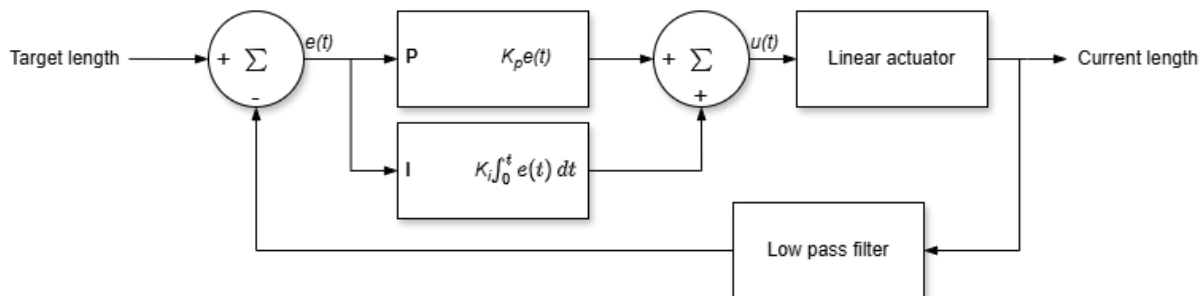 Target length
+ Σ
-
e(t)
P K_p e(t)
I K_i ∫_0^t e(t) dt
+ Σ
+
u(t)
Linear actuator
Current length
Low pass filter